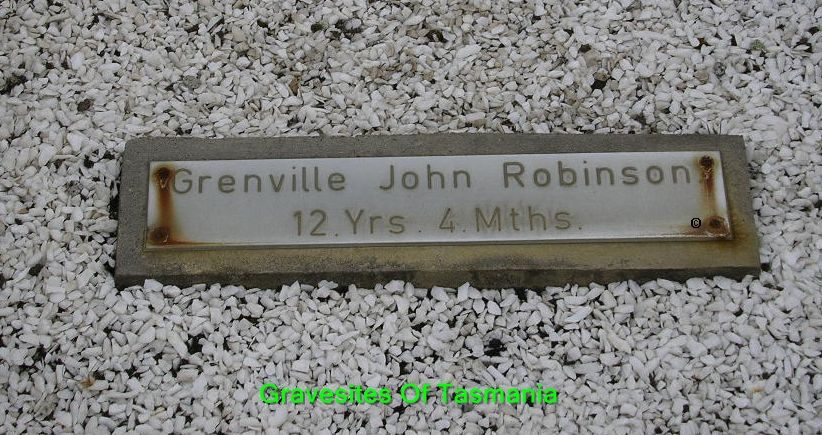 Grenville John Robinson.
12.Yrs. 4.Mths.
©
Gravesites Of Tasmania